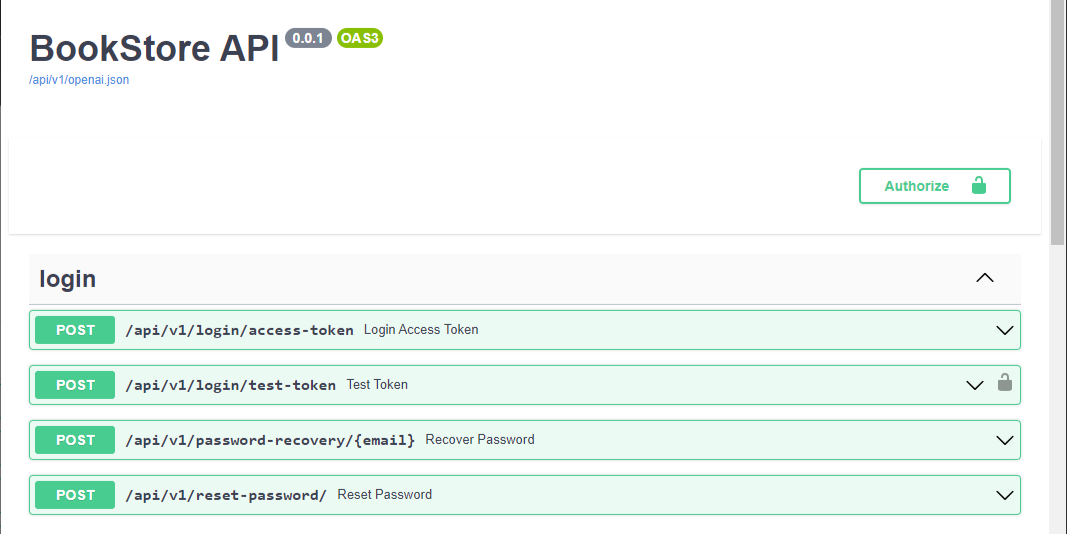 BookStore API 0.0.1 OAS3
/api/v1/openai.json
Authorize
login
POST /api/v1/login/access-token Login Access Token
POST /api/v1/login/test-token Test Token
POST /api/v1/password-recovery/{email} Recover Password
POST /api/v1/reset-password/ Reset Password